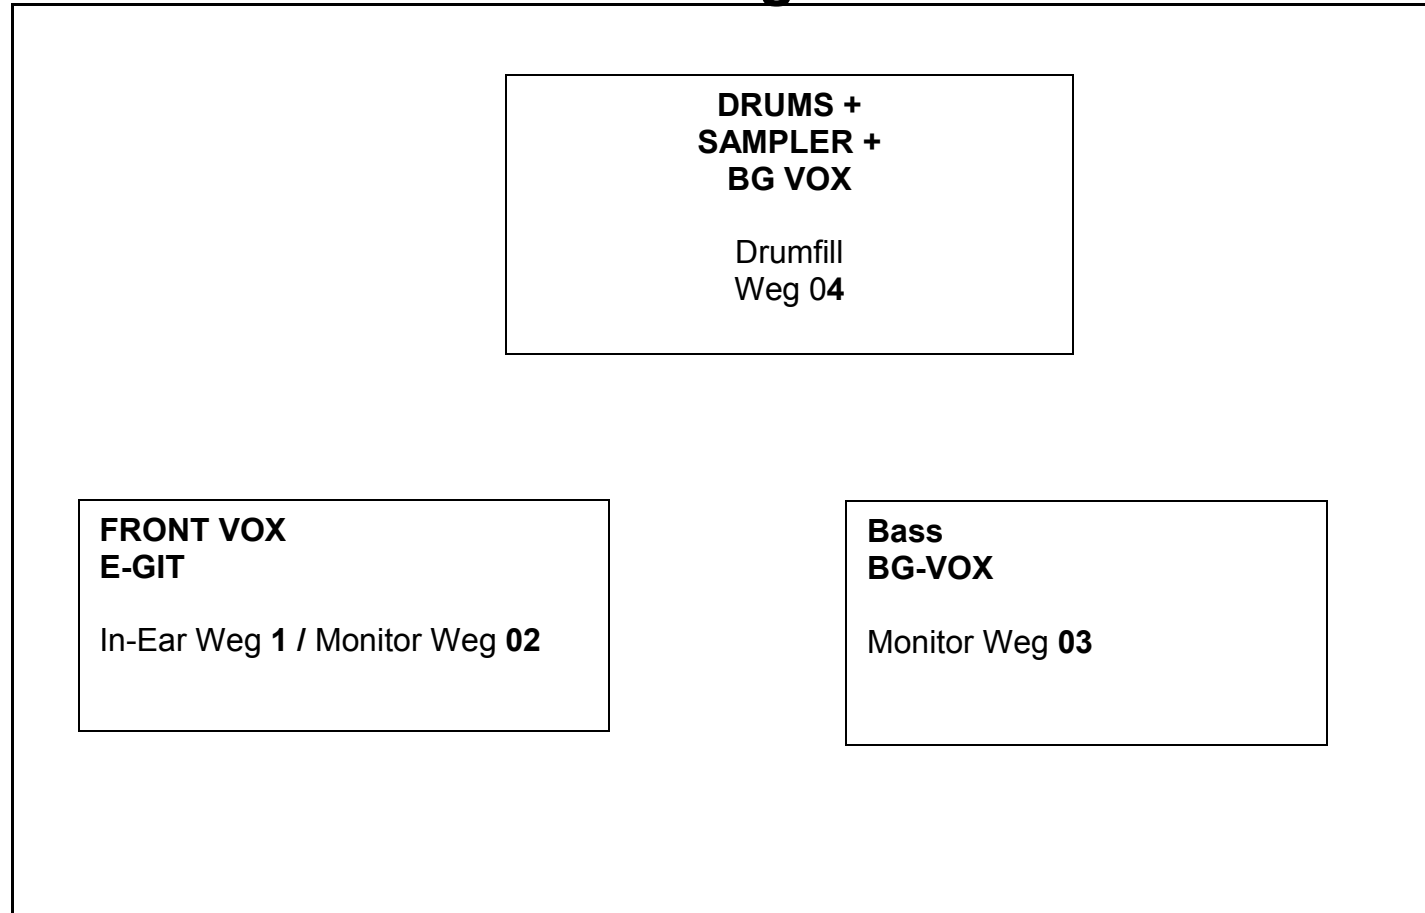 DRUMS +
SAMPLER +
BG VOX
Drumfill
Weg 04
FRONT VOX
E-GIT
In-Ear Weg 1 / Monitor Weg 02
Bass
BG-VOX
Monitor Weg 03